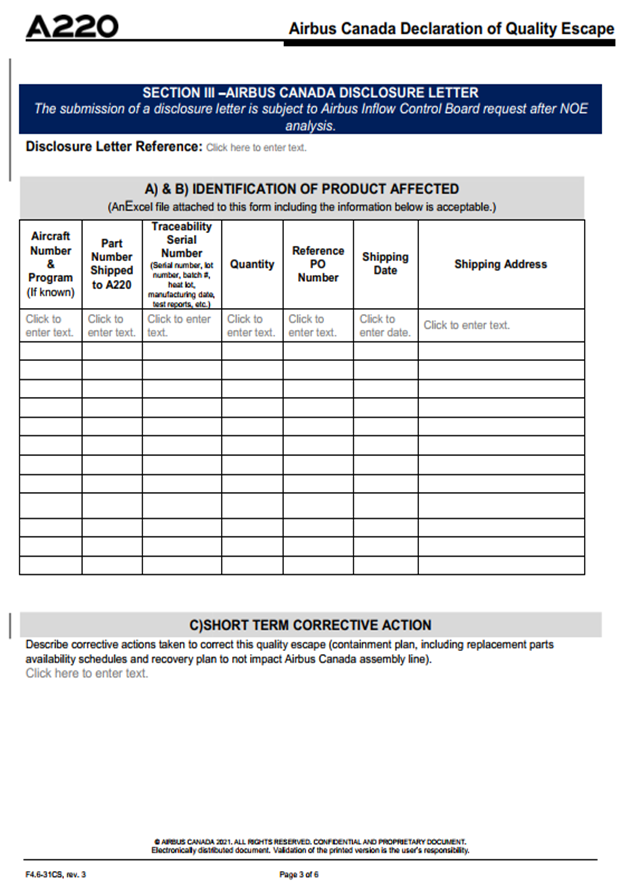 A220
Airbus Canada Declaration of Quality Escape
SECTION III –AIRBUS CANADA DISCLOSURE LETTER
The submission of a disclosure letter is subject to Airbus Inflow Control Board request after NOE
analysis.
Disclosure Letter Reference: Click here to enter text.
A) & B) IDENTIFICATION OF PRODUCT AFFECTED
(AnExcel file attached to this form including the information below is acceptable.)
Aircraft
Number
&
Program
(If known)
Part
Number
Shipped
to A220
Traceability
Serial
Number
(Serial number, lot
number, batch #,
heat lot,
manufacturing date,
test reports, etc.)
Quantity
Reference
PO
Number
Shipping
Date
Shipping Address
Click to
enter text.
Click to
enter text.
Click to enter
text.
Click to
enter text.
Click to
enter text.
Click to
enter date.
Click to enter text.
C)SHORT TERM CORRECTIVE ACTION
Describe corrective actions taken to correct this quality escape (containment plan, including replacement parts
availability schedules and recovery plan to not impact Airbus Canada assembly line).
Click here to enter text.
© AIRBUS CANADA 2021. ALL RIGHTS RESERVED. CONFIDENTIAL AND PROPRIETARY DOCUMENT.
Electronically distributed document. Validation of the printed version is the user's responsibility.
F4.6-31CS, rev. 3
Page 3 of 6